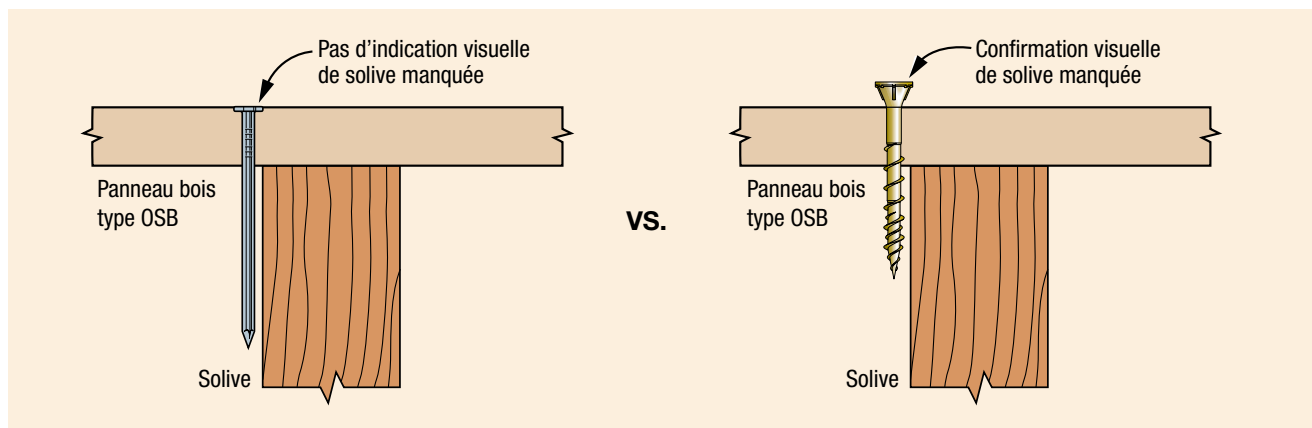 Pas d'indication visuelle
de solive manquée
Panneau bois
type OSB
Solive
VS.
Confirmation visuelle
de solive manquée
Panneau bois
type OSB
Solive